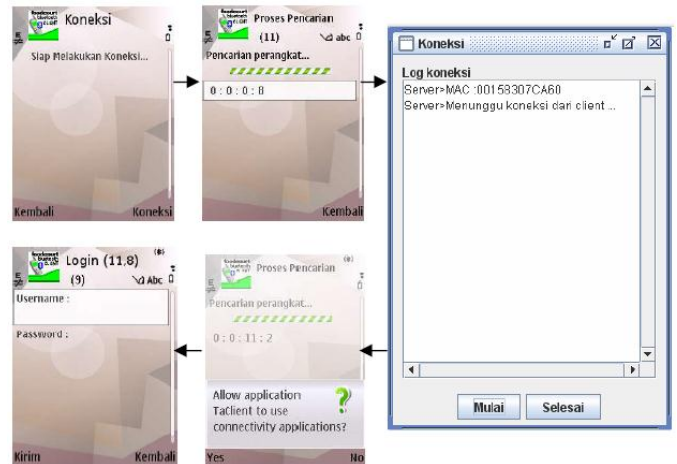 Koneksi
Siap Melakukan Koneksi...
Kembali Koneksi
Proses Pencarian
(11) abc
Pencarian perangkat...
0:0:0:8
Kembali
Koneksi
Log koneksi
Server>MAC :00158307CA60
Server>Menunggu koneksi dari client ...
Mulai Selesai
Login (11,8)
(9) Abc
Username :
Password :
Kirim Kembali
Proses Pencarian
Pencarian perangkat...
0:0:11:2
Allow application
TaClient to use
connectivity applications?
Yes No